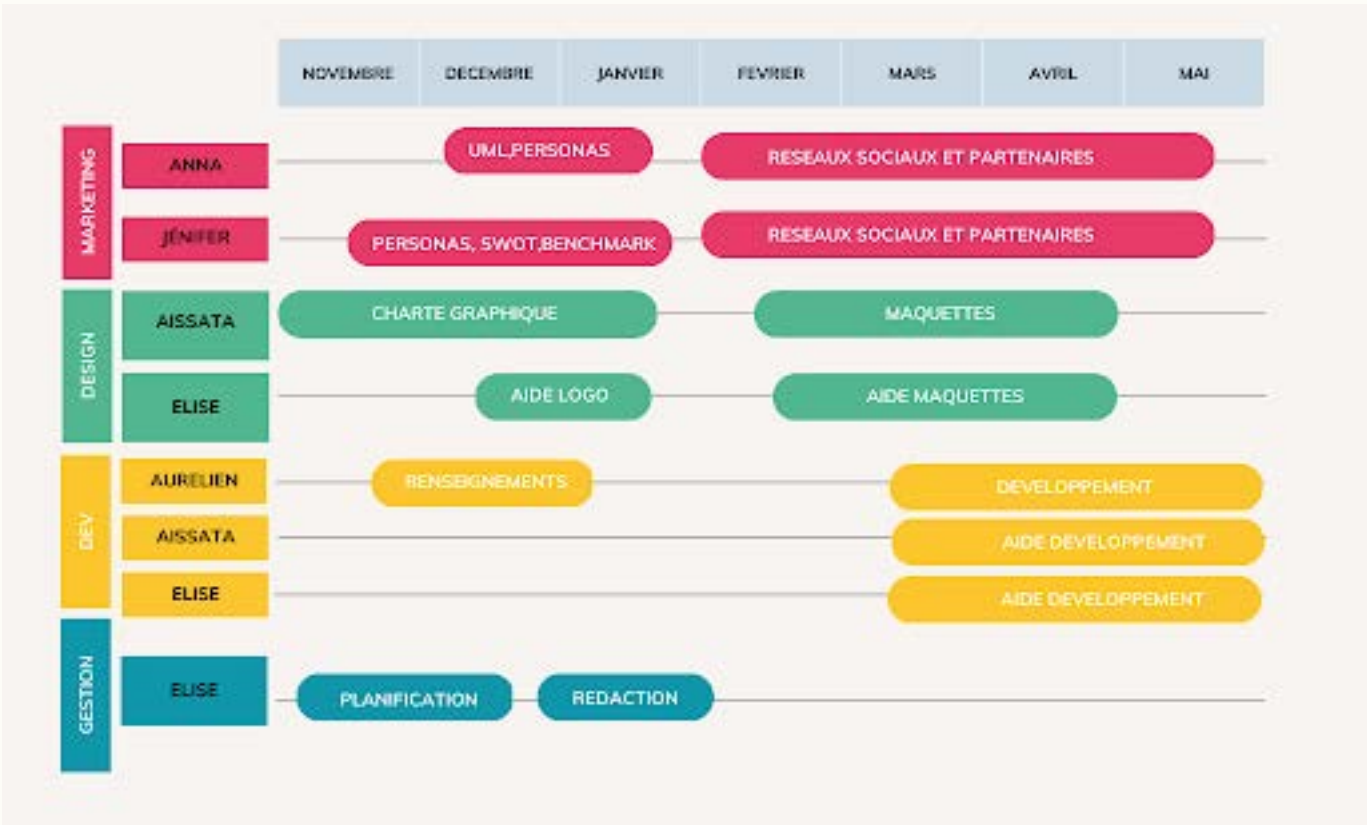 NOVEMBRE DECEMBRE JANVIER FEVRIER MARS AVRIL MAI
MARKETING
ANNA
UML,PERSONAS
RESEAUX SOCIAUX ET PARTENAIRES
JÉNIFER
PERSONAS, SWOT,BENCHMARK
RESEAUX SOCIAUX ET PARTENAIRES
DESIGN
AISSATA
CHARTE GRAPHIQUE
MAQUETTES
ELISE
AIDE LOGO
AIDE MAQUETTES
DEV
AURELIEN
RENSEIGNEMENTS
DEVELOPPEMENT
AISSATA
AIDE DEVELOPPEMENT
ELISE
AIDE DEVELOPPEMENT
GESTION
ELISE
PLANIFICATION
REDACTION